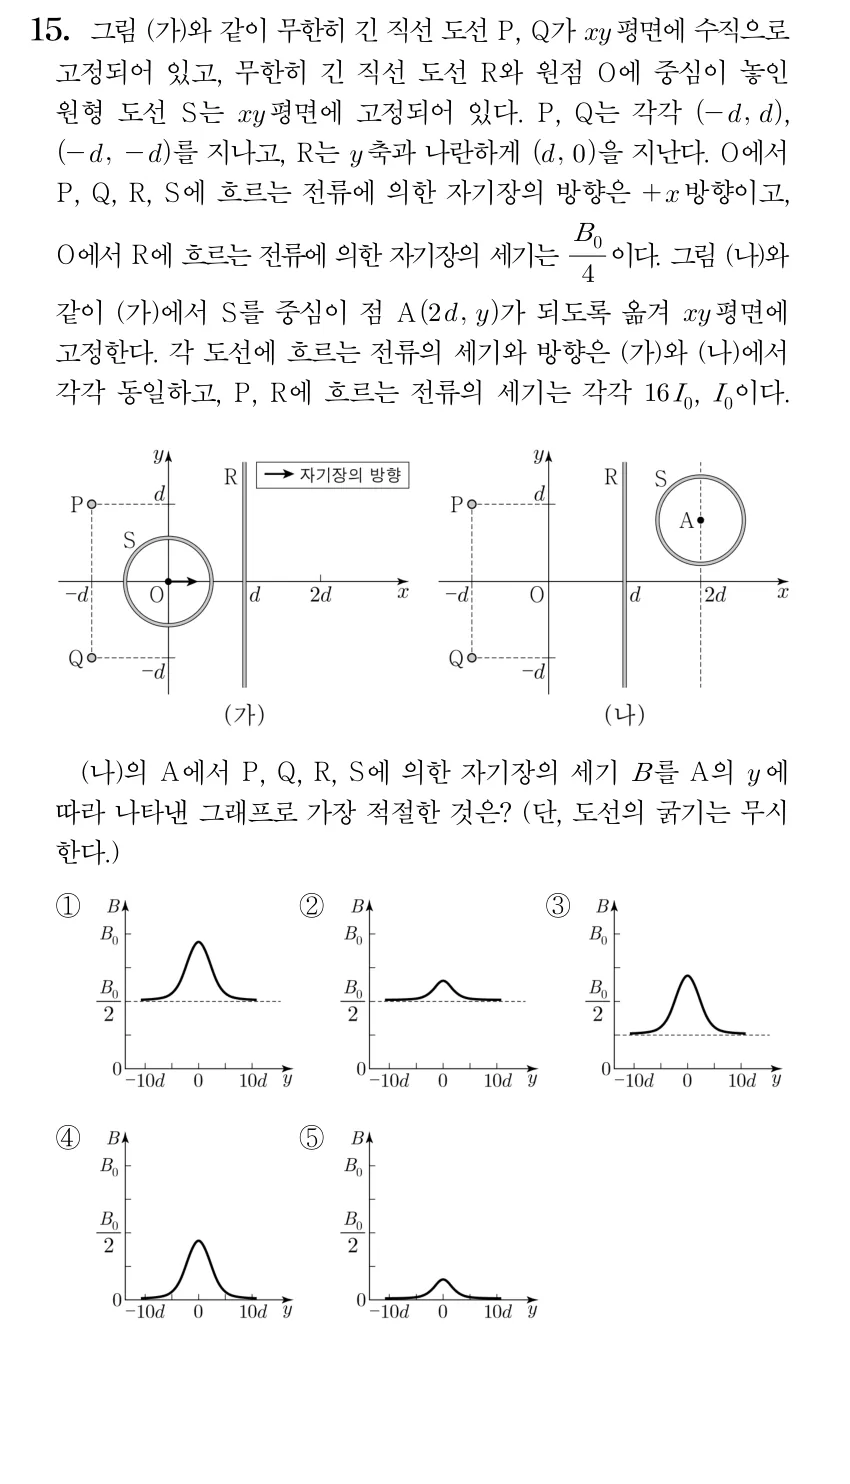 15. 그림 (가)와 같이 무한히 긴 직선 도선 P, Q가 xy평면에 수직으로
고정되어 있고, 무한히 긴 직선 도선 R와 원점 O에 중심이 놓인
원형 도선 S는 xy평면에 고정되어 있다. P, Q는 각각 (−d, d),
(−d, −d)를 지나고, R는 y축과 나란하게 (d, 0)을 지난다. O에서
P, Q, R, S에 흐르는 전류에 의한 자기장의 방향은 +x방향이고,
O에서 R에 흐르는 전류에 의한 자기장의 세기는 B₀/4이다. 그림 (나)와
같이 (가)에서 S를 중심이 점 A(2d, y)가 되도록 옮겨 xy평면에
고정한다. 각 도선에 흐르는 전류의 세기와 방향은 (가)와 (나)에서
각각 동일하고, P, R에 흐르는 전류의 세기는 각각 16I₀, I₀이다.
y d R → 자기장의 방향
P
S
−d O d 2d x
Q −d
(가)
y d R S
P A
−d O d 2d x
Q −d
(나)
(나)의 A에서 P, Q, R, S에 의한 자기장의 세기 B를 A의 y에
따라 나타낸 그래프로 가장 적절한 것은? (단, 도선의 굵기는 무시
한다.)
① B B₀ B₀/2 0 −10d 0 10d y
② B B₀ B₀/2 0 −10d 0 10d y
③ B B₀ B₀/2 0 −10d 0 10d y
④ B B₀ B₀/2 0 −10d 0 10d y
⑤ B B₀ B₀/2 0 −10d 0 10d y